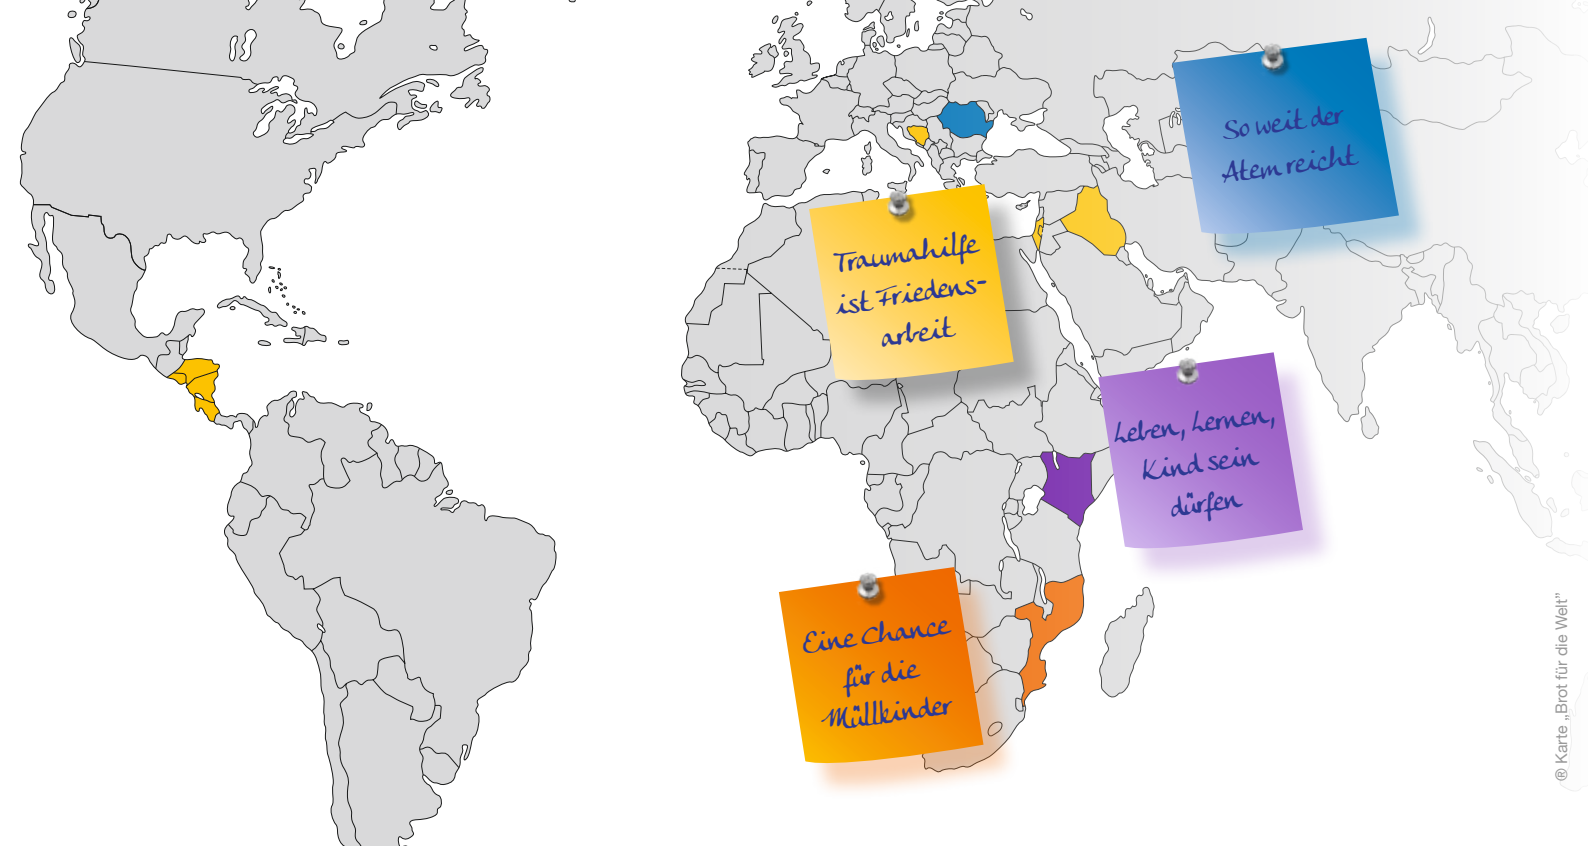 So weit der
Atem reicht
Traumahilfe
ist Friedens-
arbeit
Leben, Lernen,
Kind sein
dürfen
Eine Chance
für die
Müllkinder
® Karte „Brot für die Welt”